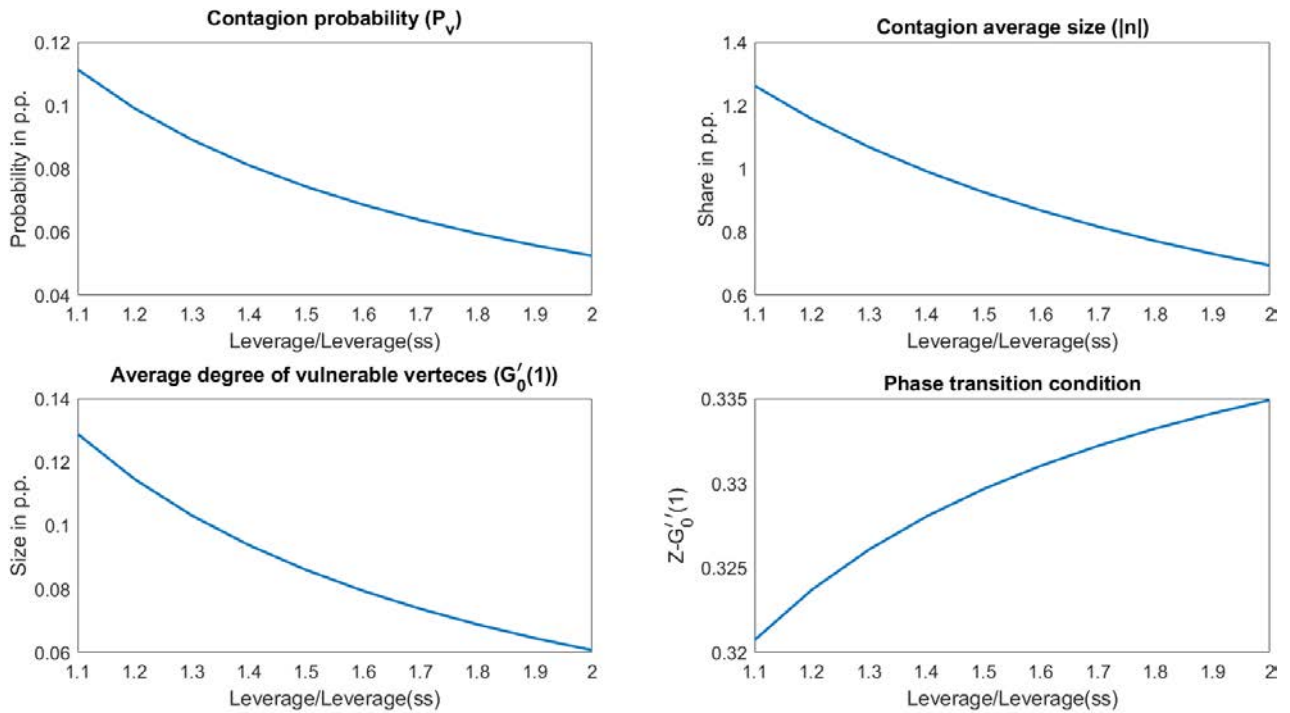 Contagion probability (P_v)
0.12
0.1
0.08
0.06
0.04
Probability in p.p.
1.1 1.2 1.3 1.4 1.5 1.6 1.7 1.8 1.9 2
Leverage/Leverage(ss)
Contagion average size (|n|)
1.4
1.2
1
0.8
0.6
Share in p.p.
1.1 1.2 1.3 1.4 1.5 1.6 1.7 1.8 1.9 2
Leverage/Leverage(ss)
Average degree of vulnerable verteces (G_0'(1))
0.14
0.12
0.1
0.08
0.06
Size in p.p.
1.1 1.2 1.3 1.4 1.5 1.6 1.7 1.8 1.9 2
Leverage/Leverage(ss)
Phase transition condition
0.335
0.33
0.325
0.32
Z-G_0''(1)
1.1 1.2 1.3 1.4 1.5 1.6 1.7 1.8 1.9 2
Leverage/Leverage(ss)